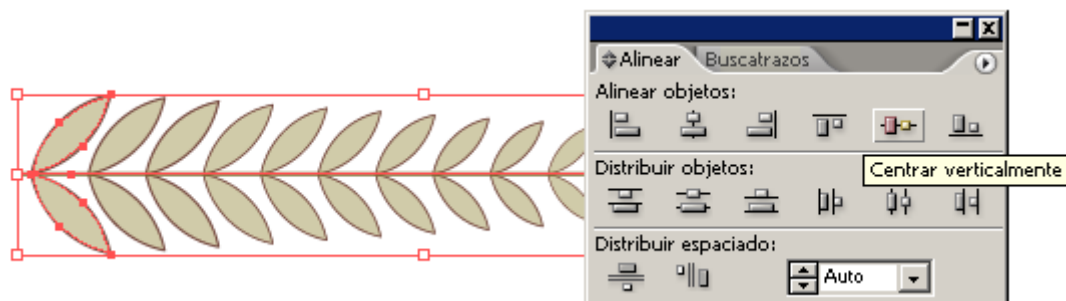 Alinear Buscatrazos
Alinear objetos:
Distribuir objetos:
Centrar verticalmente
Distribuir espaciado:
Auto